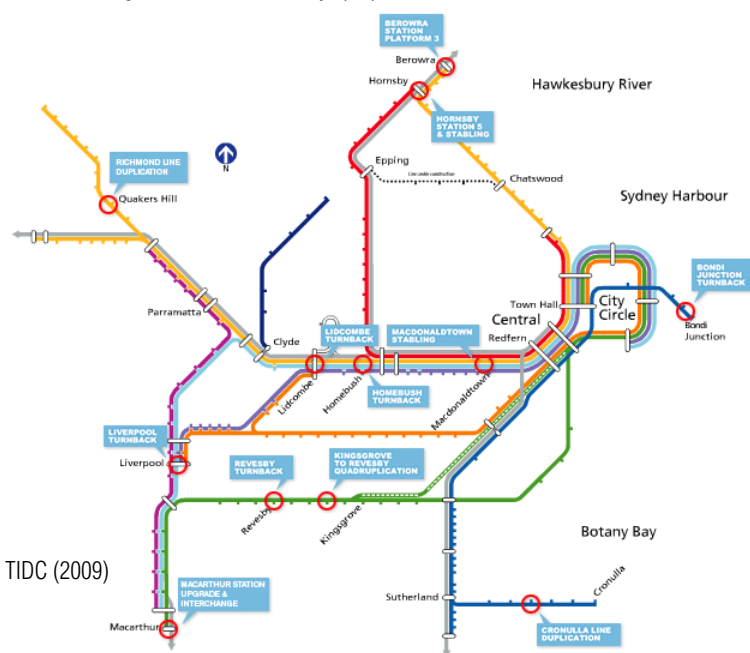 BEROWRA
STATION
PLATFORM 3
Berowra
Hornsby
Hawkesbury River
HORNSBY
STATION 5
& STABLING
RICHMOND LINE
DUPLICATION
N
Epping
Line under construction
Chatswood
Quakers Hill
Sydney Harbour
BONDI
JUNCTION
TURNBACK
Parramatta
Town Hall
City
Circle
Central
Redfern
Bondi
Junction
Clyde
LIDCOMBE
TURNBACK
MACDONALDTOWN
STABLING
Lidcombe
Homebush
Macdonaldtown
HOMEBUSH
TURNBACK
LIVERPOOL
TURNBACK
Liverpool
REVESBY
TURNBACK
KINGSGROVE
TO REVESBY
QUADRUPLICATION
Revesby
Kingsgrove
Botany Bay
TIDC (2009)
MACARTHUR STATION
UPGRADE &
INTERCHANGE
Macarthur
Sutherland
Cronulla
CRONULLA LINE
DUPLICATION